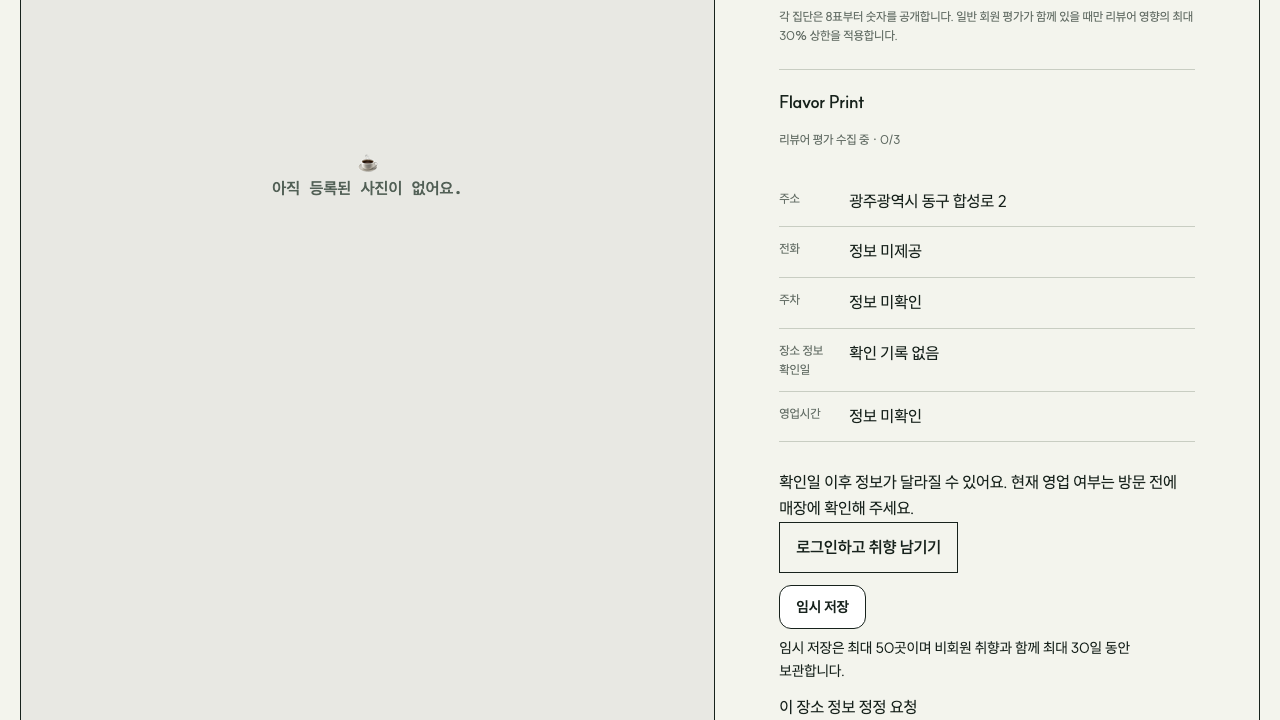 각 집단은 8표부터 숫자를 공개합니다. 일반 회원 평가가 함께 있을 때만 리뷰어 영향의 최대
30% 상한을 적용합니다.
Flavor Print
리뷰어 평가 수집 중 · 0/3
아직 등록된 사진이 없어요.
주소 광주광역시 동구 합성로 2
전화 정보 미제공
주차 정보 미확인
장소 정보 확인 기록 없음
확인일
영업시간 정보 미확인
확인일 이후 정보가 달라질 수 있어요. 현재 영업 여부는 방문 전에
매장에 확인해 주세요.
로그인하고 취향 남기기
임시 저장
임시 저장은 최대 50곳이며 비회원 취향과 함께 최대 30일 동안
보관합니다.
이 장소 정보 정정 요청